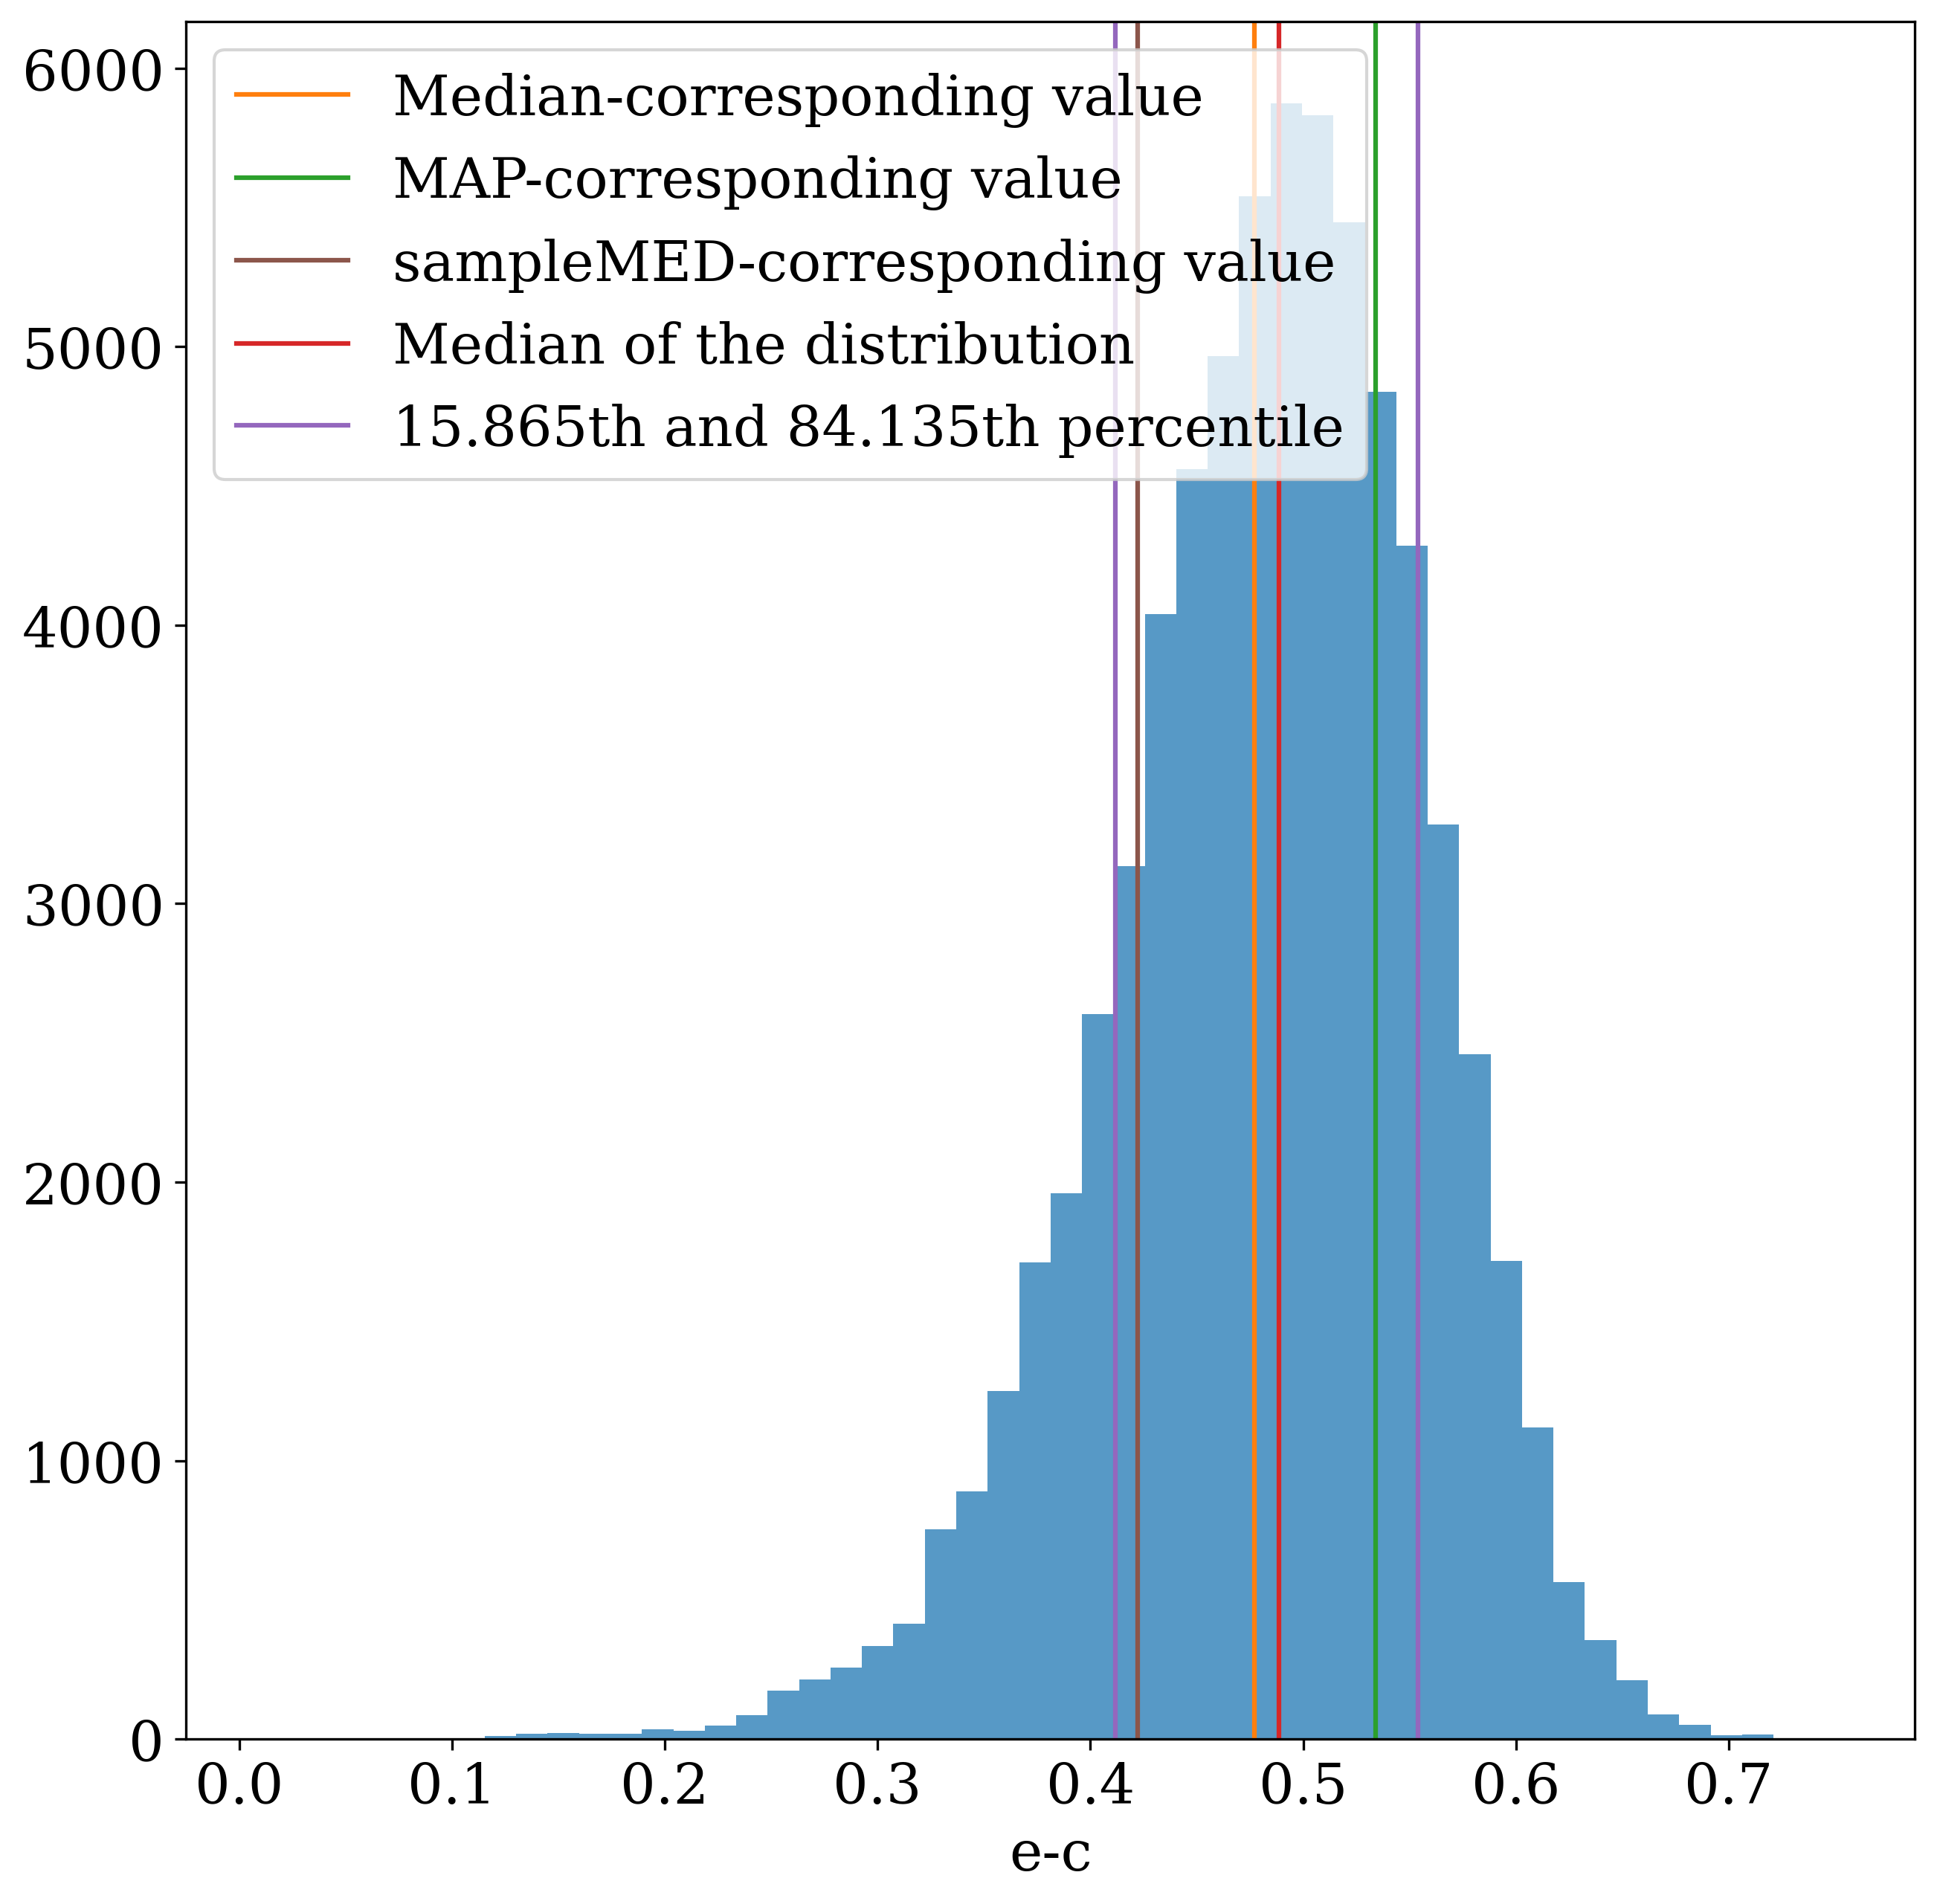 6000
5000
4000
3000
2000
1000
0
Median-corresponding value
MAP-corresponding value
sampleMED-corresponding value
Median of the distribution
15.865th and 84.135th percentile
0.0 0.1 0.2 0.3 0.4 0.5 0.6 0.7
e-c